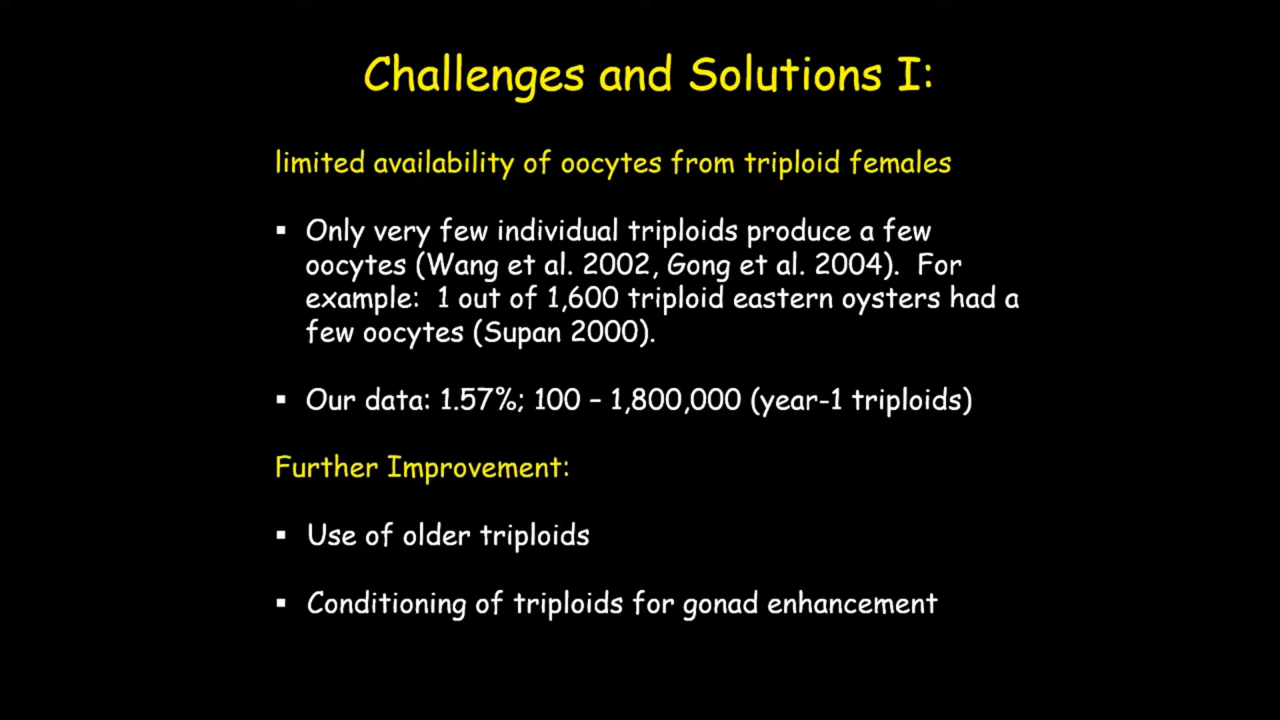 Challenges and Solutions I:
limited availability of oocytes from triploid females
▪ Only very few individual triploids produce a few
oocytes (Wang et al. 2002, Gong et al. 2004).  For
example:  1 out of 1,600 triploid eastern oysters had a
few oocytes (Supan 2000).
▪ Our data: 1.57%; 100 – 1,800,000 (year-1 triploids)
Further Improvement:
▪ Use of older triploids
▪ Conditioning of triploids for gonad enhancement